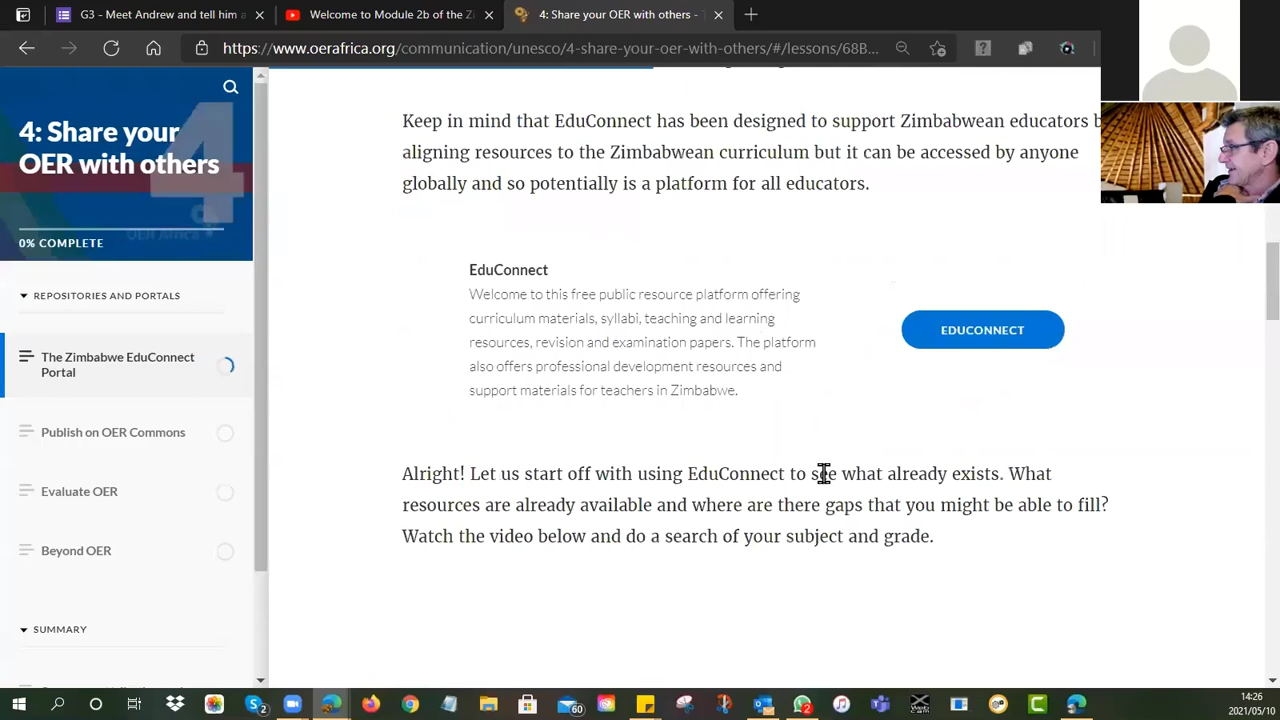 G3 - Meet Andrew and tell him a
Welcome to Module 2b of the Z
4: Share your OER with others - T
https://www.oerafrica.org/communication/unesco/4-share-your-oer-with-others/#/lessons/68B...
4: Share your
OER with others
0% COMPLETE
REPOSITORIES AND PORTALS
The Zimbabwe EduConnect
Portal
Publish on OER Commons
Evaluate OER
Beyond OER
SUMMARY
Keep in mind that EduConnect has been designed to support Zimbabwean educators b
aligning resources to the Zimbabwean curriculum but it can be accessed by anyone
globally and so potentially is a platform for all educators.
EduConnect
Welcome to this free public resource platform offering
curriculum materials, syllabi, teaching and learning
resources, revision and examination papers. The platform
also offers professional development resources and
support materials for teachers in Zimbabwe.
EDUCONNECT
Alright! Let us start off with using EduConnect to see what already exists. What
resources are already available and where are there gaps that you might be able to fill?
Watch the video below and do a search of your subject and grade.
2
60
2
14:26
2021/05/10